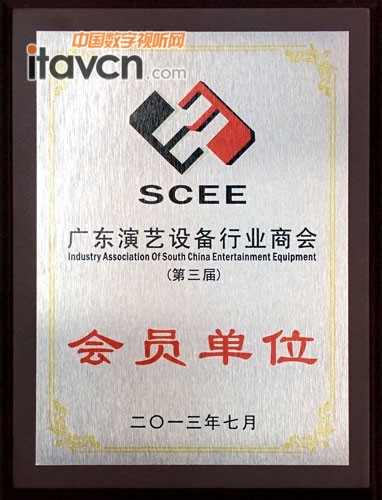 中国数字视听网
itavcn.com
SCEE
广东演艺设备行业商会
Industry Association Of South China Entertainment Equipment
(第三届)
会员单位
二〇一三年七月